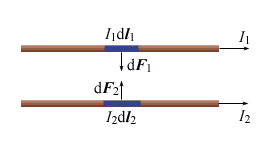 I₁dl₁
I₁
dF₁
dF₂
I₂dl₂
I₂